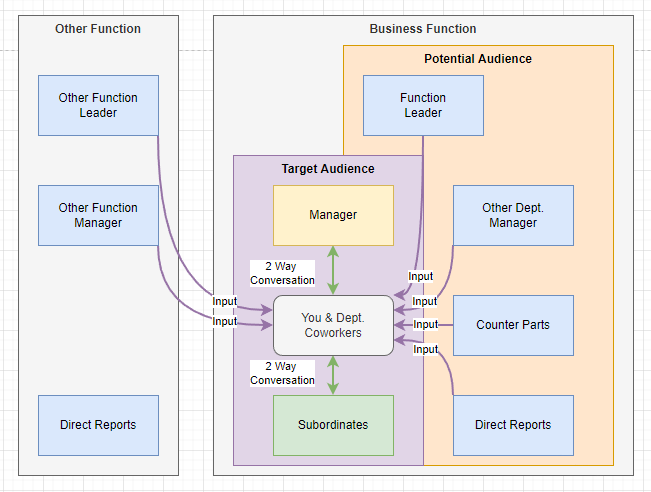 Other Function
Business Function
Potential Audience
Other Function
Leader
Function
Leader
Target Audience
Other Function
Manager
Manager
Other Dept.
Manager
2 Way
Conversation
Input
Input
Input
Input
You & Dept.
Coworkers
Input
Counter Parts
Input
2 Way
Conversation
Direct Reports
Subordinates
Direct Reports